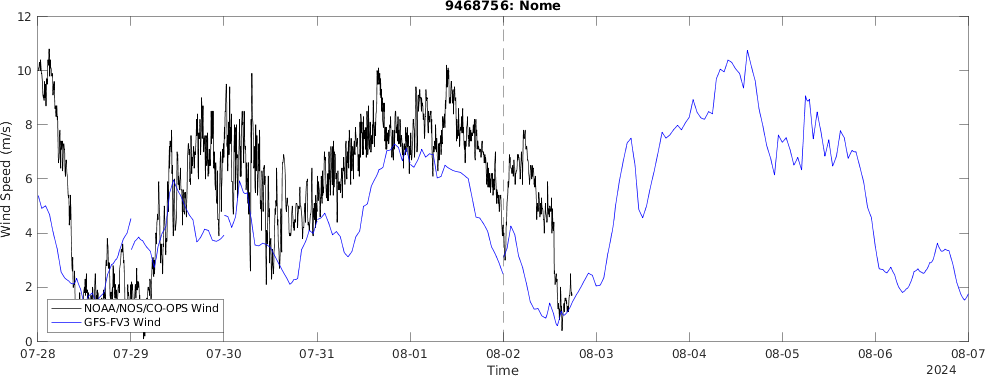 9468756: Nome
12
10
8
6
4
2
0
Wind Speed (m/s)
NOAA/NOS/CO-OPS Wind
GFS-FV3 Wind
07-28 07-29 07-30 07-31 08-01 08-02 08-03 08-04 08-05 08-06 08-07
Time
2024